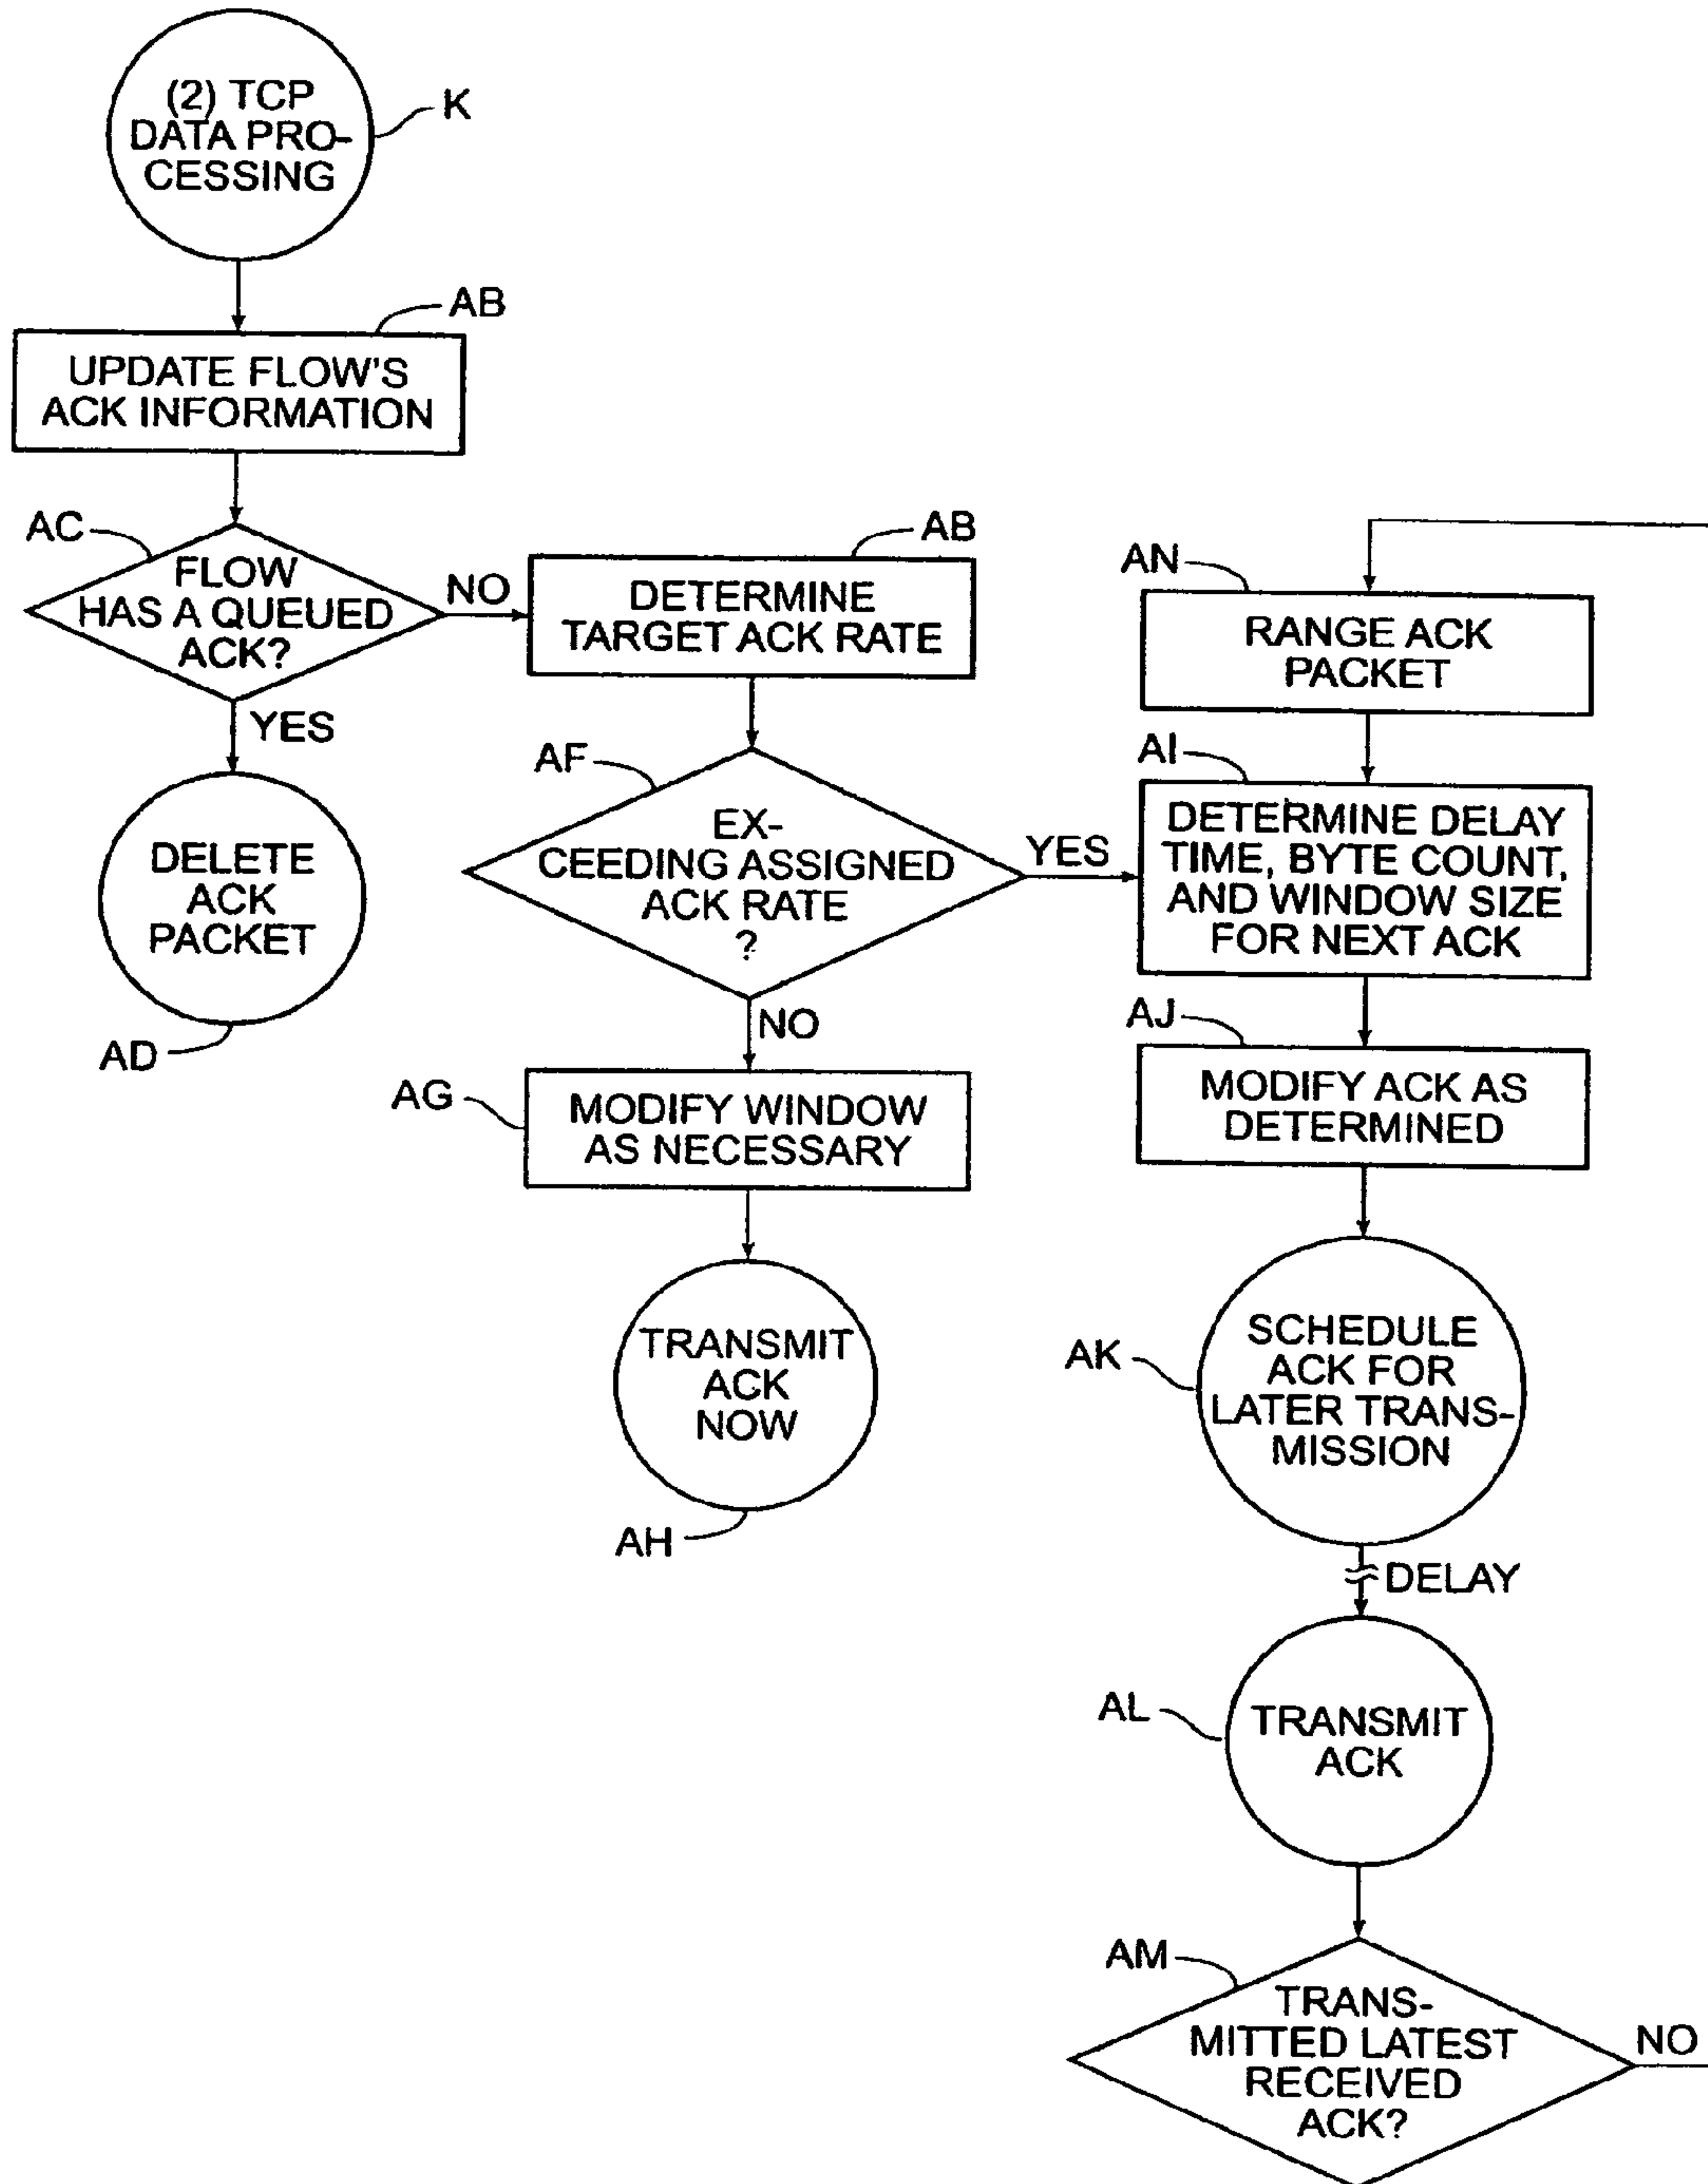 (2) TCP
DATA PRO-
CESSING
K
AB
UPDATE FLOW'S
ACK INFORMATION
AC
FLOW
HAS A QUEUED
ACK?
NO
YES
DELETE
ACK
PACKET
AD
AB
DETERMINE
TARGET ACK RATE
AF
EX-
CEEDING ASSIGNED
ACK RATE
?
YES
NO
AG
MODIFY WINDOW
AS NECESSARY
TRANSMIT
ACK
NOW
AH
AN
RANGE ACK
PACKET
AI
DETERMINE DELAY
TIME, BYTE COUNT,
AND WINDOW SIZE
FOR NEXT ACK
AJ
MODIFY ACK AS
DETERMINED
AK
SCHEDULE
ACK FOR
LATER TRANS-
MISSION
DELAY
AL
TRANSMIT
ACK
AM
TRANS-
MITTED LATEST
RECEIVED
ACK?
NO